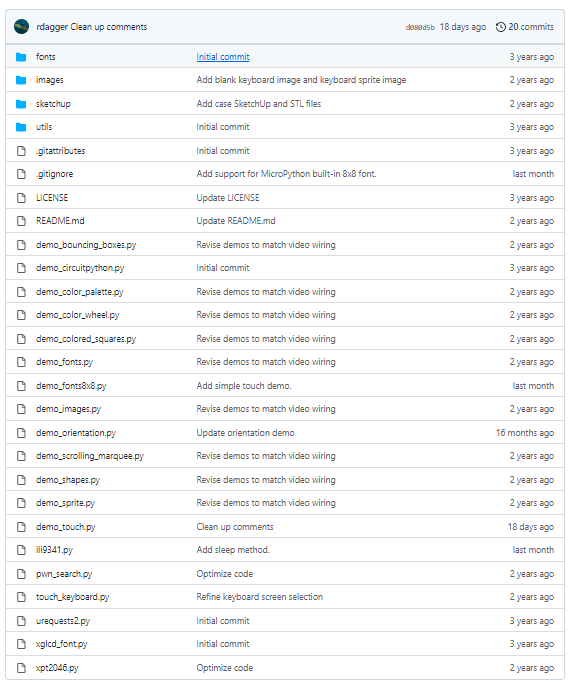 rdagger Clean up comments d080d5b 18 days ago 20 commits
fonts Initial commit 3 years ago
images Add blank keyboard image and keyboard sprite image 2 years ago
sketchup Add case SketchUp and STL files 2 years ago
utils Initial commit 3 years ago
.gitattributes Initial commit 3 years ago
.gitignore Add support for MicroPython built-in 8x8 font. last month
LICENSE Update LICENSE 3 years ago
README.md Update README.md 2 years ago
demo_bouncing_boxes.py Revise demos to match video wiring 2 years ago
demo_circuitpython.py Initial commit 3 years ago
demo_color_palette.py Revise demos to match video wiring 2 years ago
demo_color_wheel.py Revise demos to match video wiring 2 years ago
demo_colored_squares.py Revise demos to match video wiring 2 years ago
demo_fonts.py Revise demos to match video wiring 2 years ago
demo_fonts8x8.py Add simple touch demo. last month
demo_images.py Revise demos to match video wiring 2 years ago
demo_orientation.py Update orientation demo 16 months ago
demo_scrolling_marquee.py Revise demos to match video wiring 2 years ago
demo_shapes.py Revise demos to match video wiring 2 years ago
demo_sprite.py Revise demos to match video wiring 2 years ago
demo_touch.py Clean up comments 18 days ago
ili9341.py Add sleep method. last month
pwn_search.py Optimize code 2 years ago
touch_keyboard.py Refine keyboard screen selection 2 years ago
urequests2.py Initial commit 3 years ago
xglcd_font.py Initial commit 3 years ago
xpt2046.py Optimize code 2 years ago